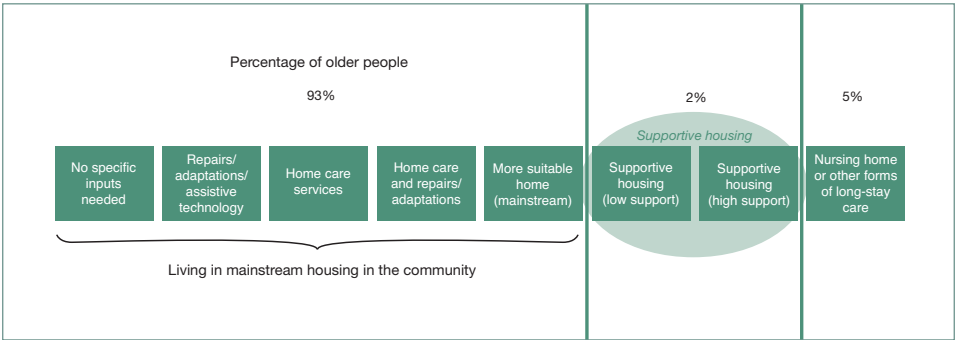 Percentage of older people
93%
2%
5%
Supportive housing
No specific
inputs
needed
Repairs/
adaptations/
assistive
technology
Home care
services
Home care
and repairs/
adaptations
More suitable
home
(mainstream)
Supportive
housing
(low support)
Supportive
housing
(high support)
Nursing home
or other forms
of long-stay
care
Living in mainstream housing in the community